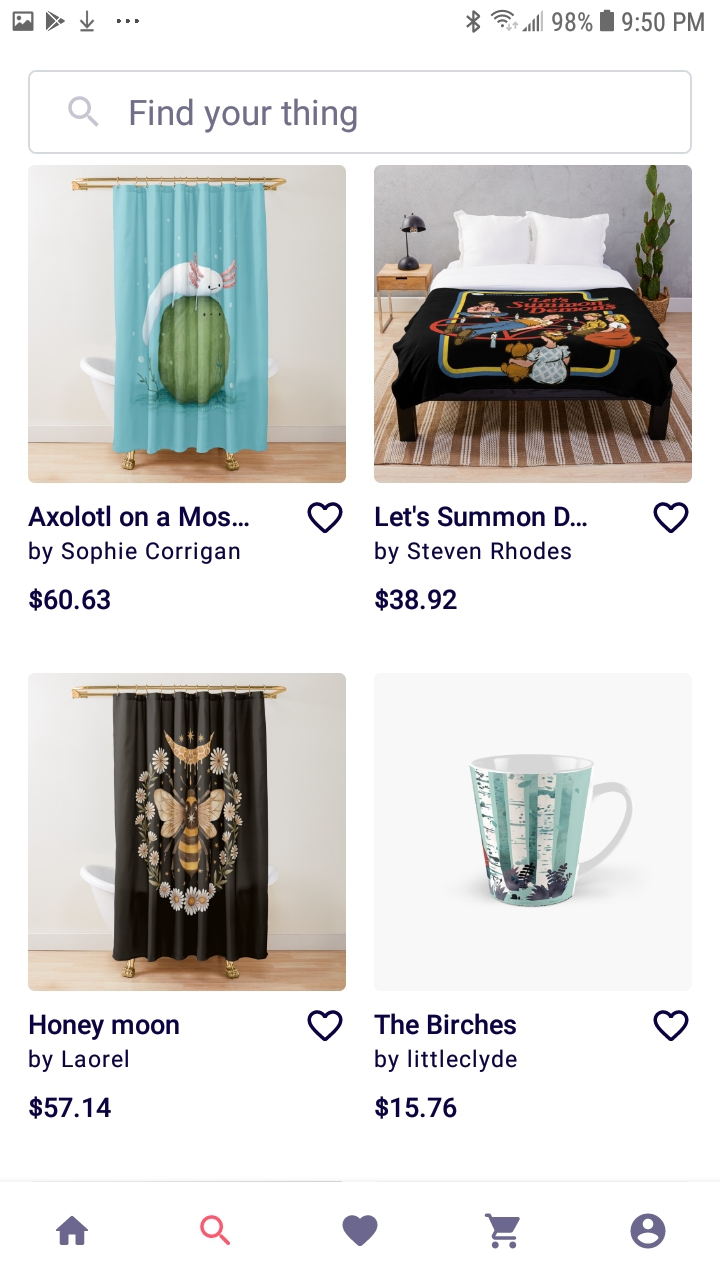 98% 9:50 PM
Find your thing
Let's
Summon
Demons
Axolotl on a Mos...
by Sophie Corrigan
$60.63
Let's Summon D...
by Steven Rhodes
$38.92
Honey moon
by Laorel
$57.14
The Birches
by littleclyde
$15.76